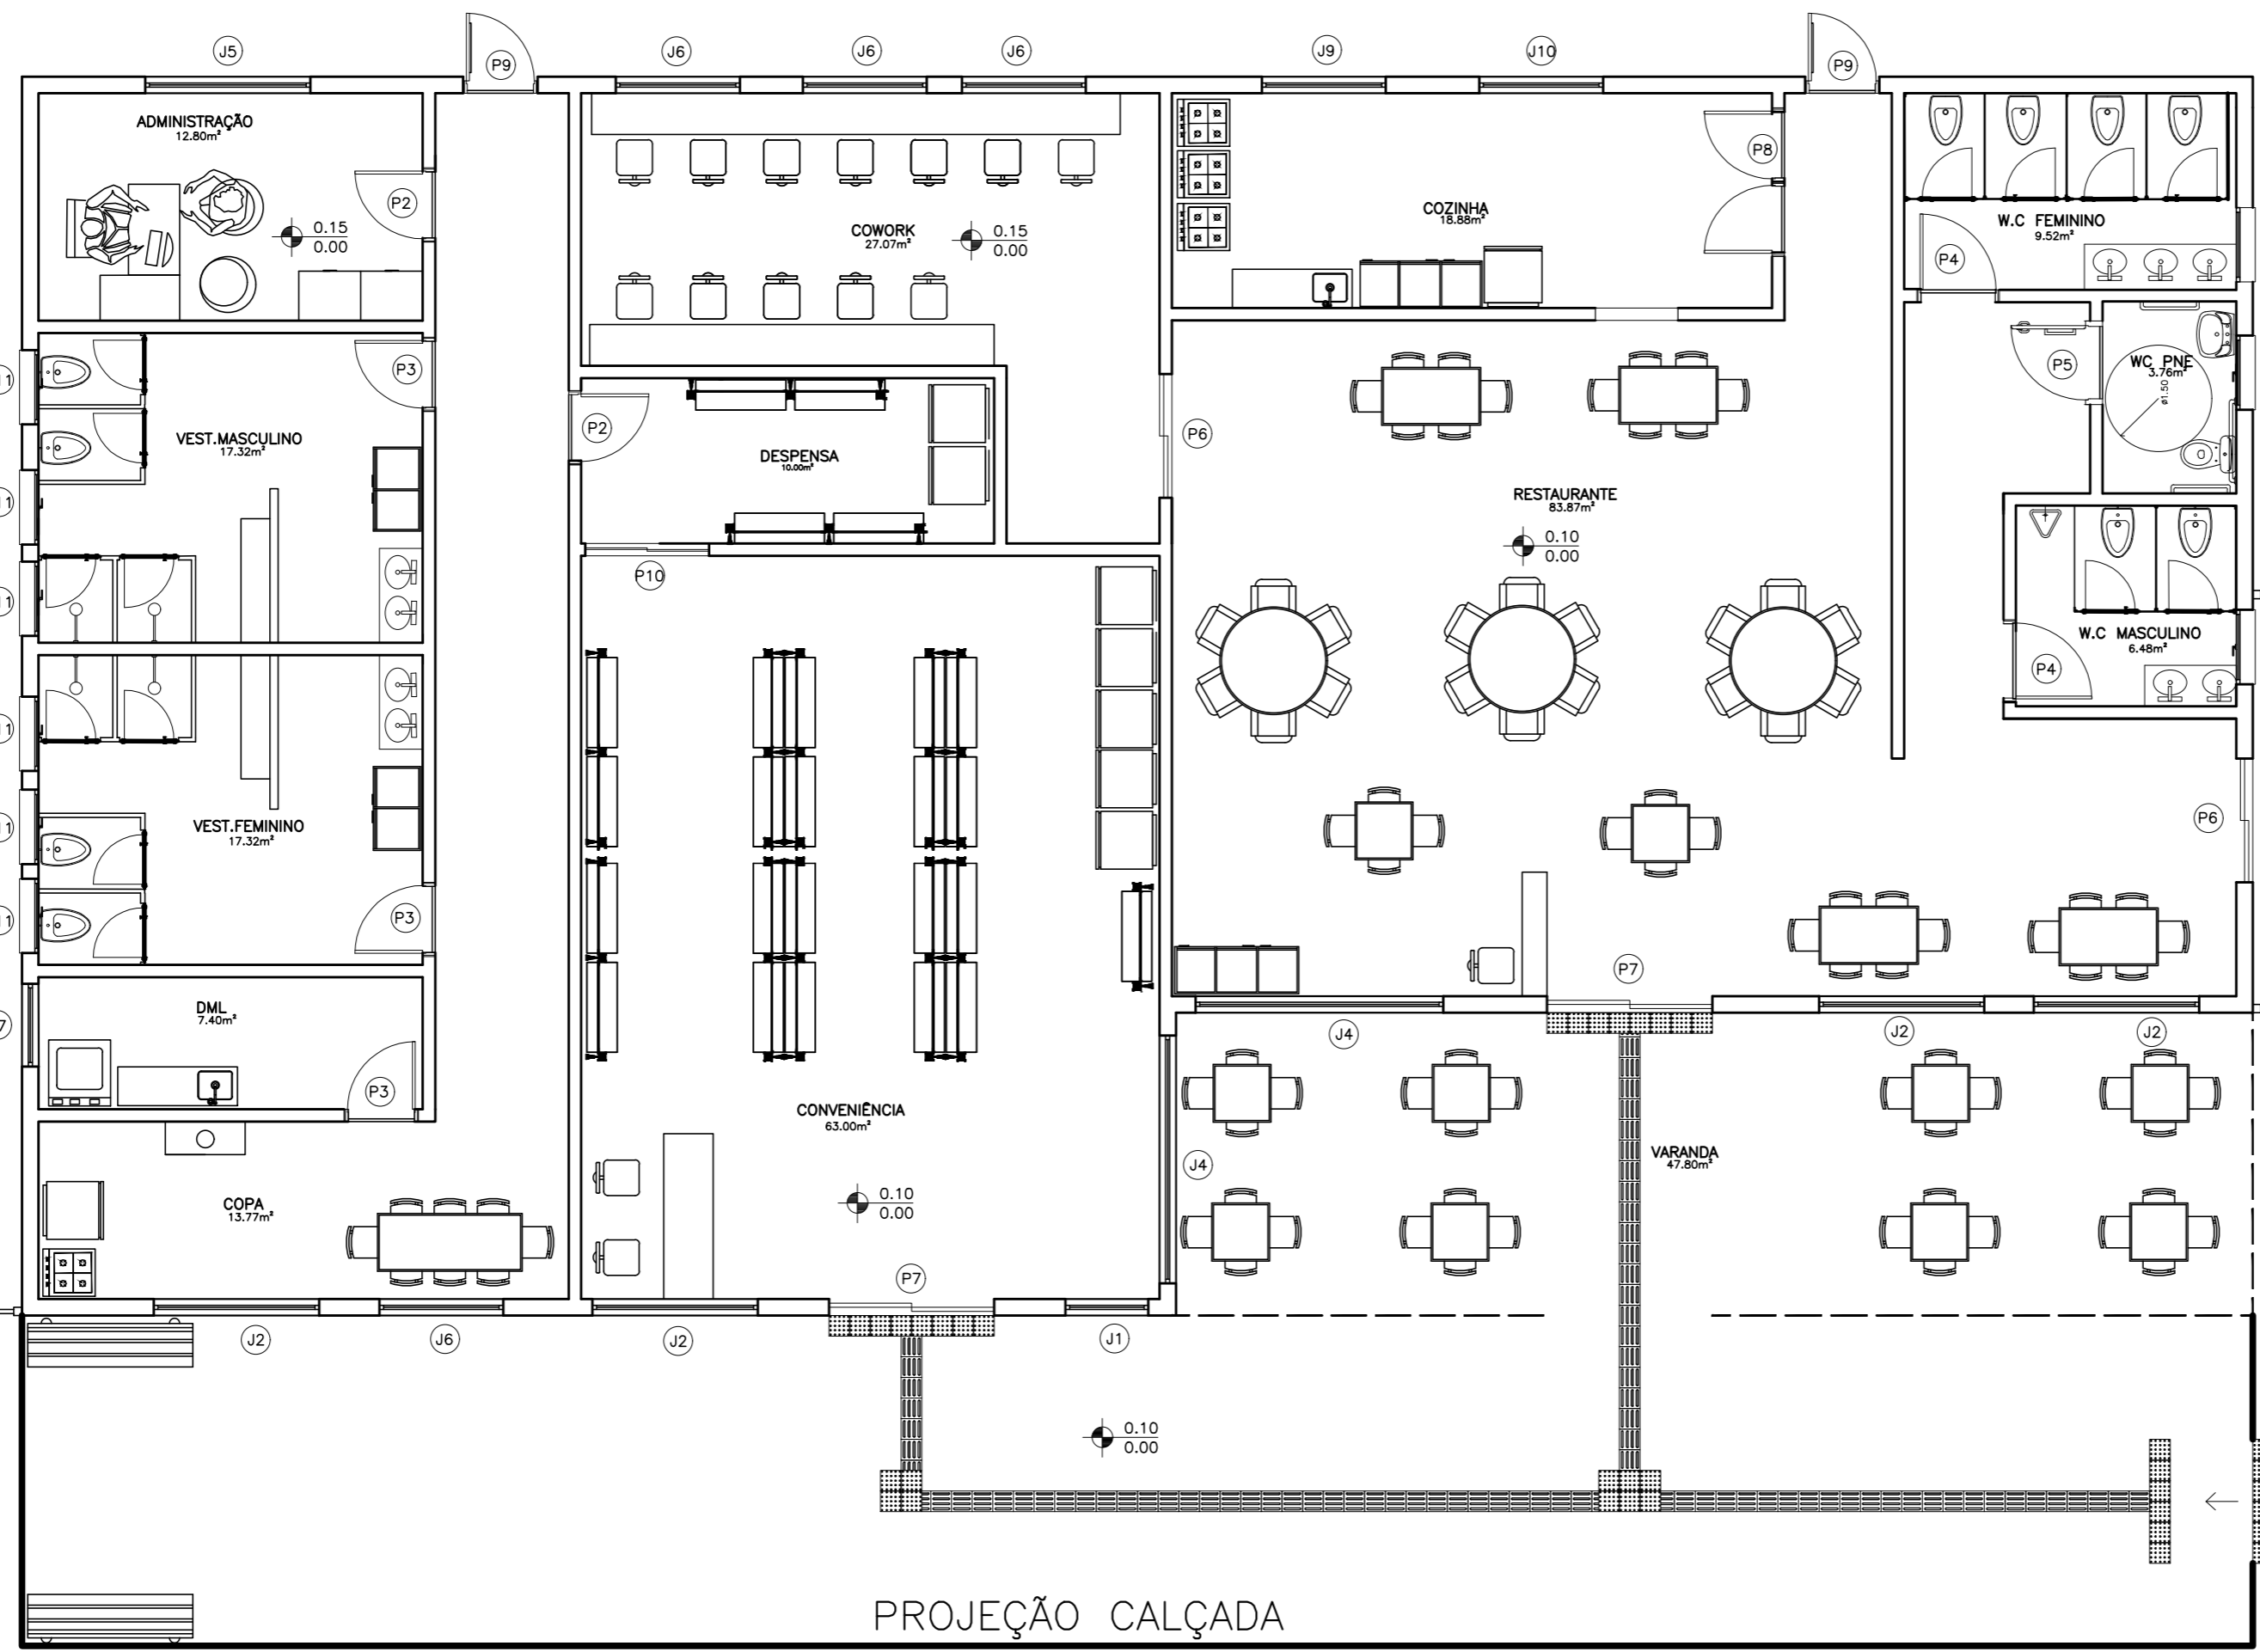 J5
P9
J6
J6
J6
J9
J10
P9
ADMINISTRAÇÃO
12.80m²
P2
0.15
0.00
COWORK
27.07m²
0.15
0.00
COZINHA
18.88m²
P8
W.C FEMININO
9.52m²
P4
P3
VEST.MASCULINO
17.32m²
P2
DESPENSA
10.00m²
P6
RESTAURANTE
83.87m²
0.10
0.00
P5
WC PNE
3.76m²
ø1.50
P10
W.C MASCULINO
6.48m²
P4
VEST.FEMININO
17.32m²
P3
P6
P7
DML
7.40m²
P3
J4
J2
J2
CONVENIÊNCIA
63.00m²
J4
VARANDA
47.80m²
COPA
13.77m²
0.10
0.00
P7
J2
J6
J2
J1
0.10
0.00
PROJEÇÃO CALÇADA